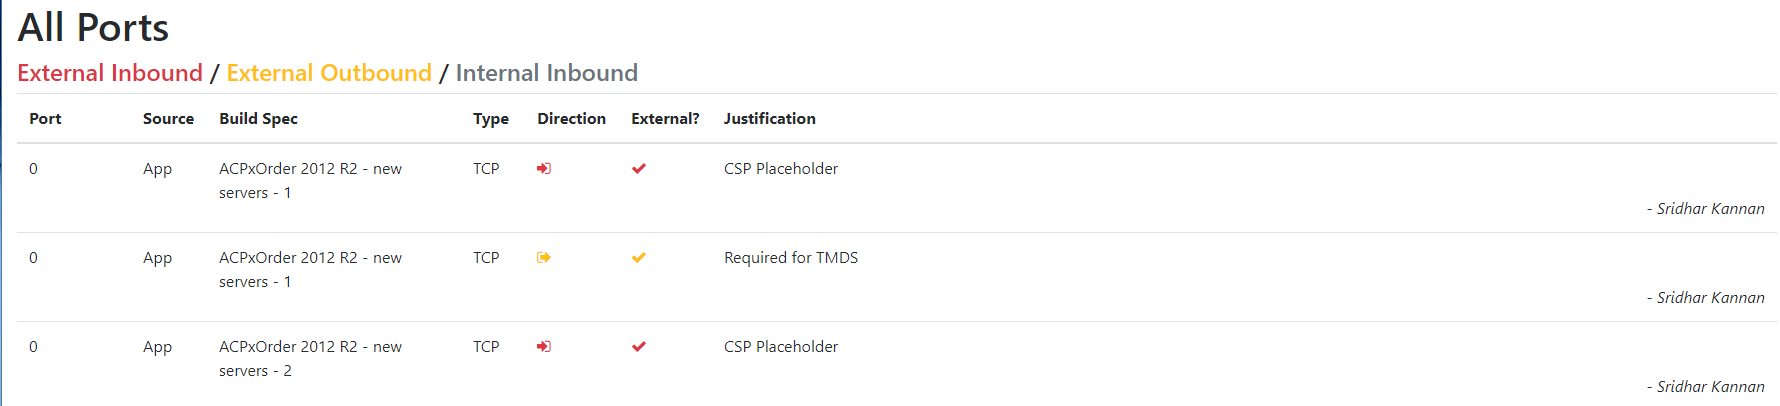 All Ports
External Inbound / External Outbound / Internal Inbound
Port Source Build Spec Type Direction External? Justification
0 App ACPxOrder 2012 R2 - new TCP CSP Placeholder
servers - 1
- Sridhar Kannan
0 App ACPxOrder 2012 R2 - new TCP Required for TMDS
servers - 1
- Sridhar Kannan
0 App ACPxOrder 2012 R2 - new TCP CSP Placeholder
servers - 2
- Sridhar Kannan